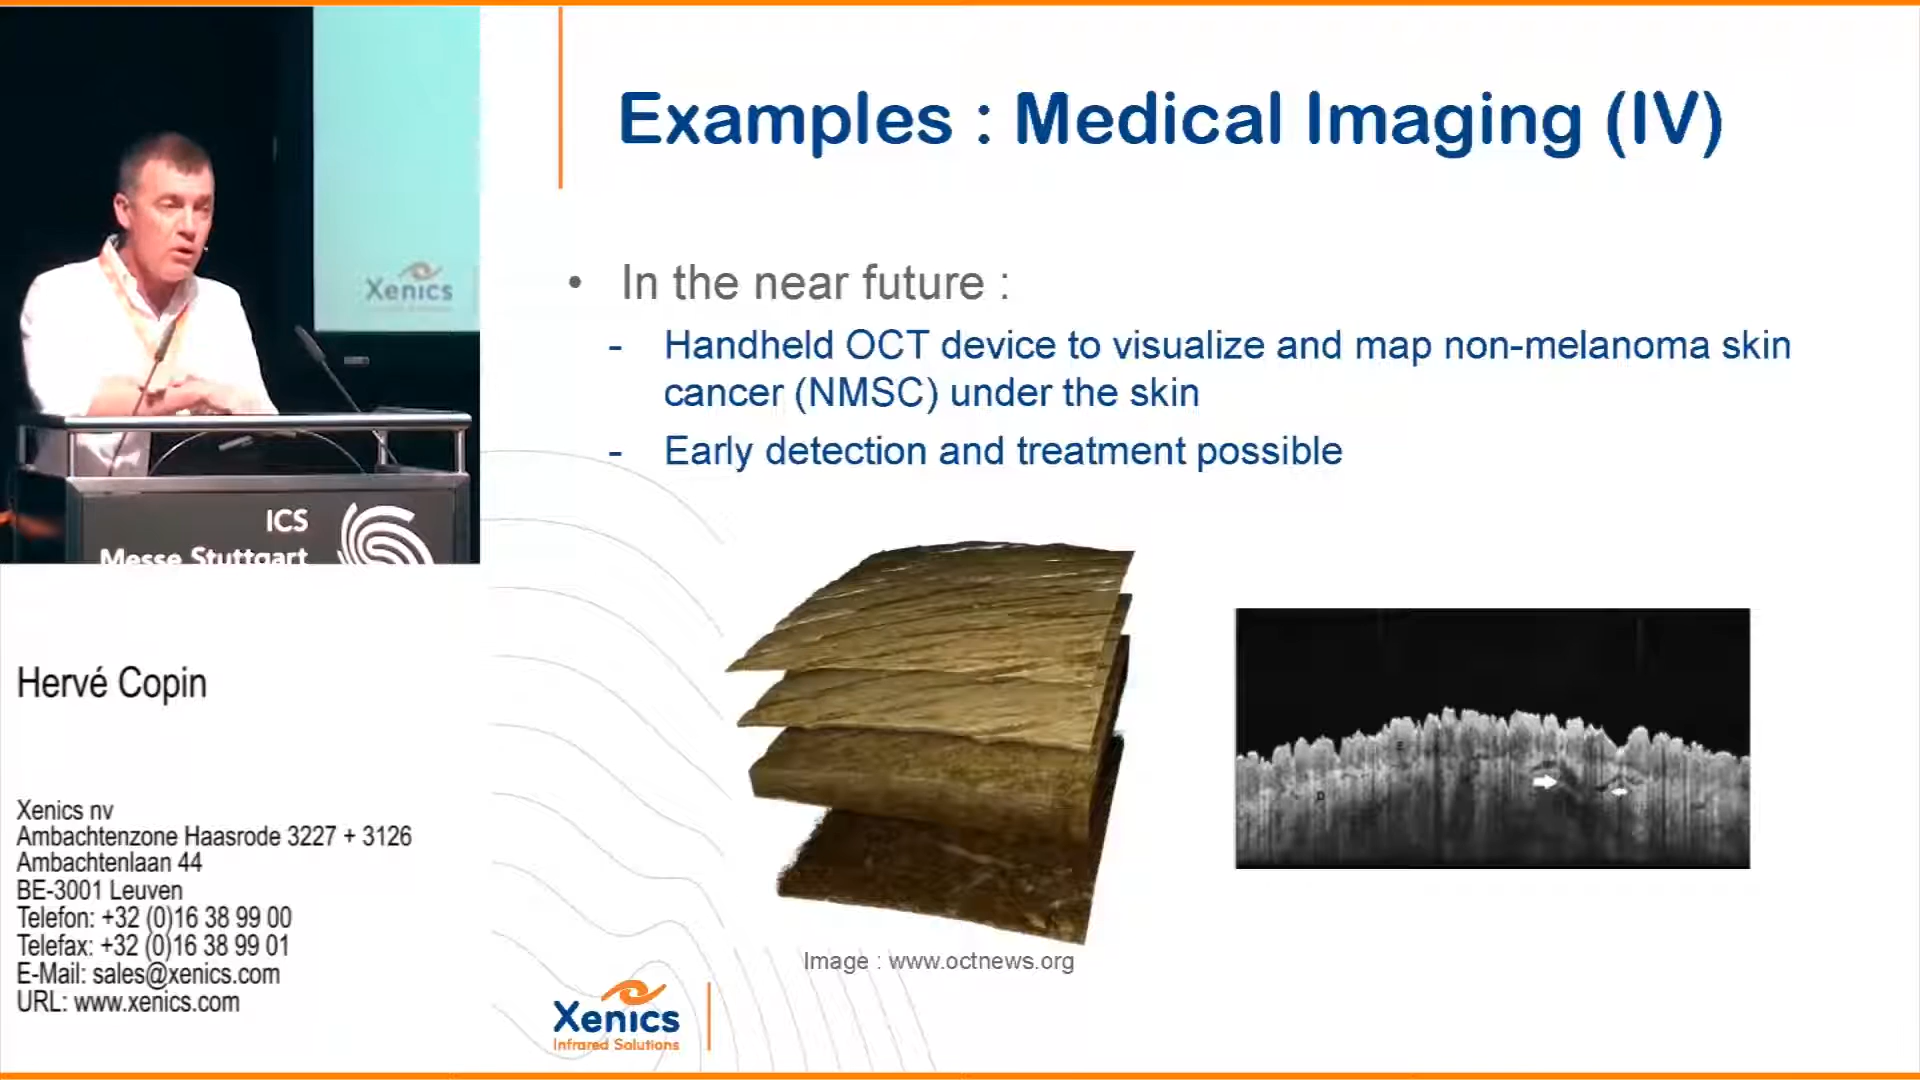 Examples : Medical Imaging (IV)
• In the near future :
- Handheld OCT device to visualize and map non-melanoma skin
cancer (NMSC) under the skin
- Early detection and treatment possible
Image : www.octnews.org
Xenics
Infrared Solutions
Xenics
ICS
Messe Stuttgart
Hervé Copin
Xenics nv
Ambachtenzone Haasrode 3227 + 3126
Ambachtenlaan 44
BE-3001 Leuven
Telefon: +32 (0)16 38 99 00
Telefax: +32 (0)16 38 99 01
E-Mail: sales@xenics.com
URL: www.xenics.com